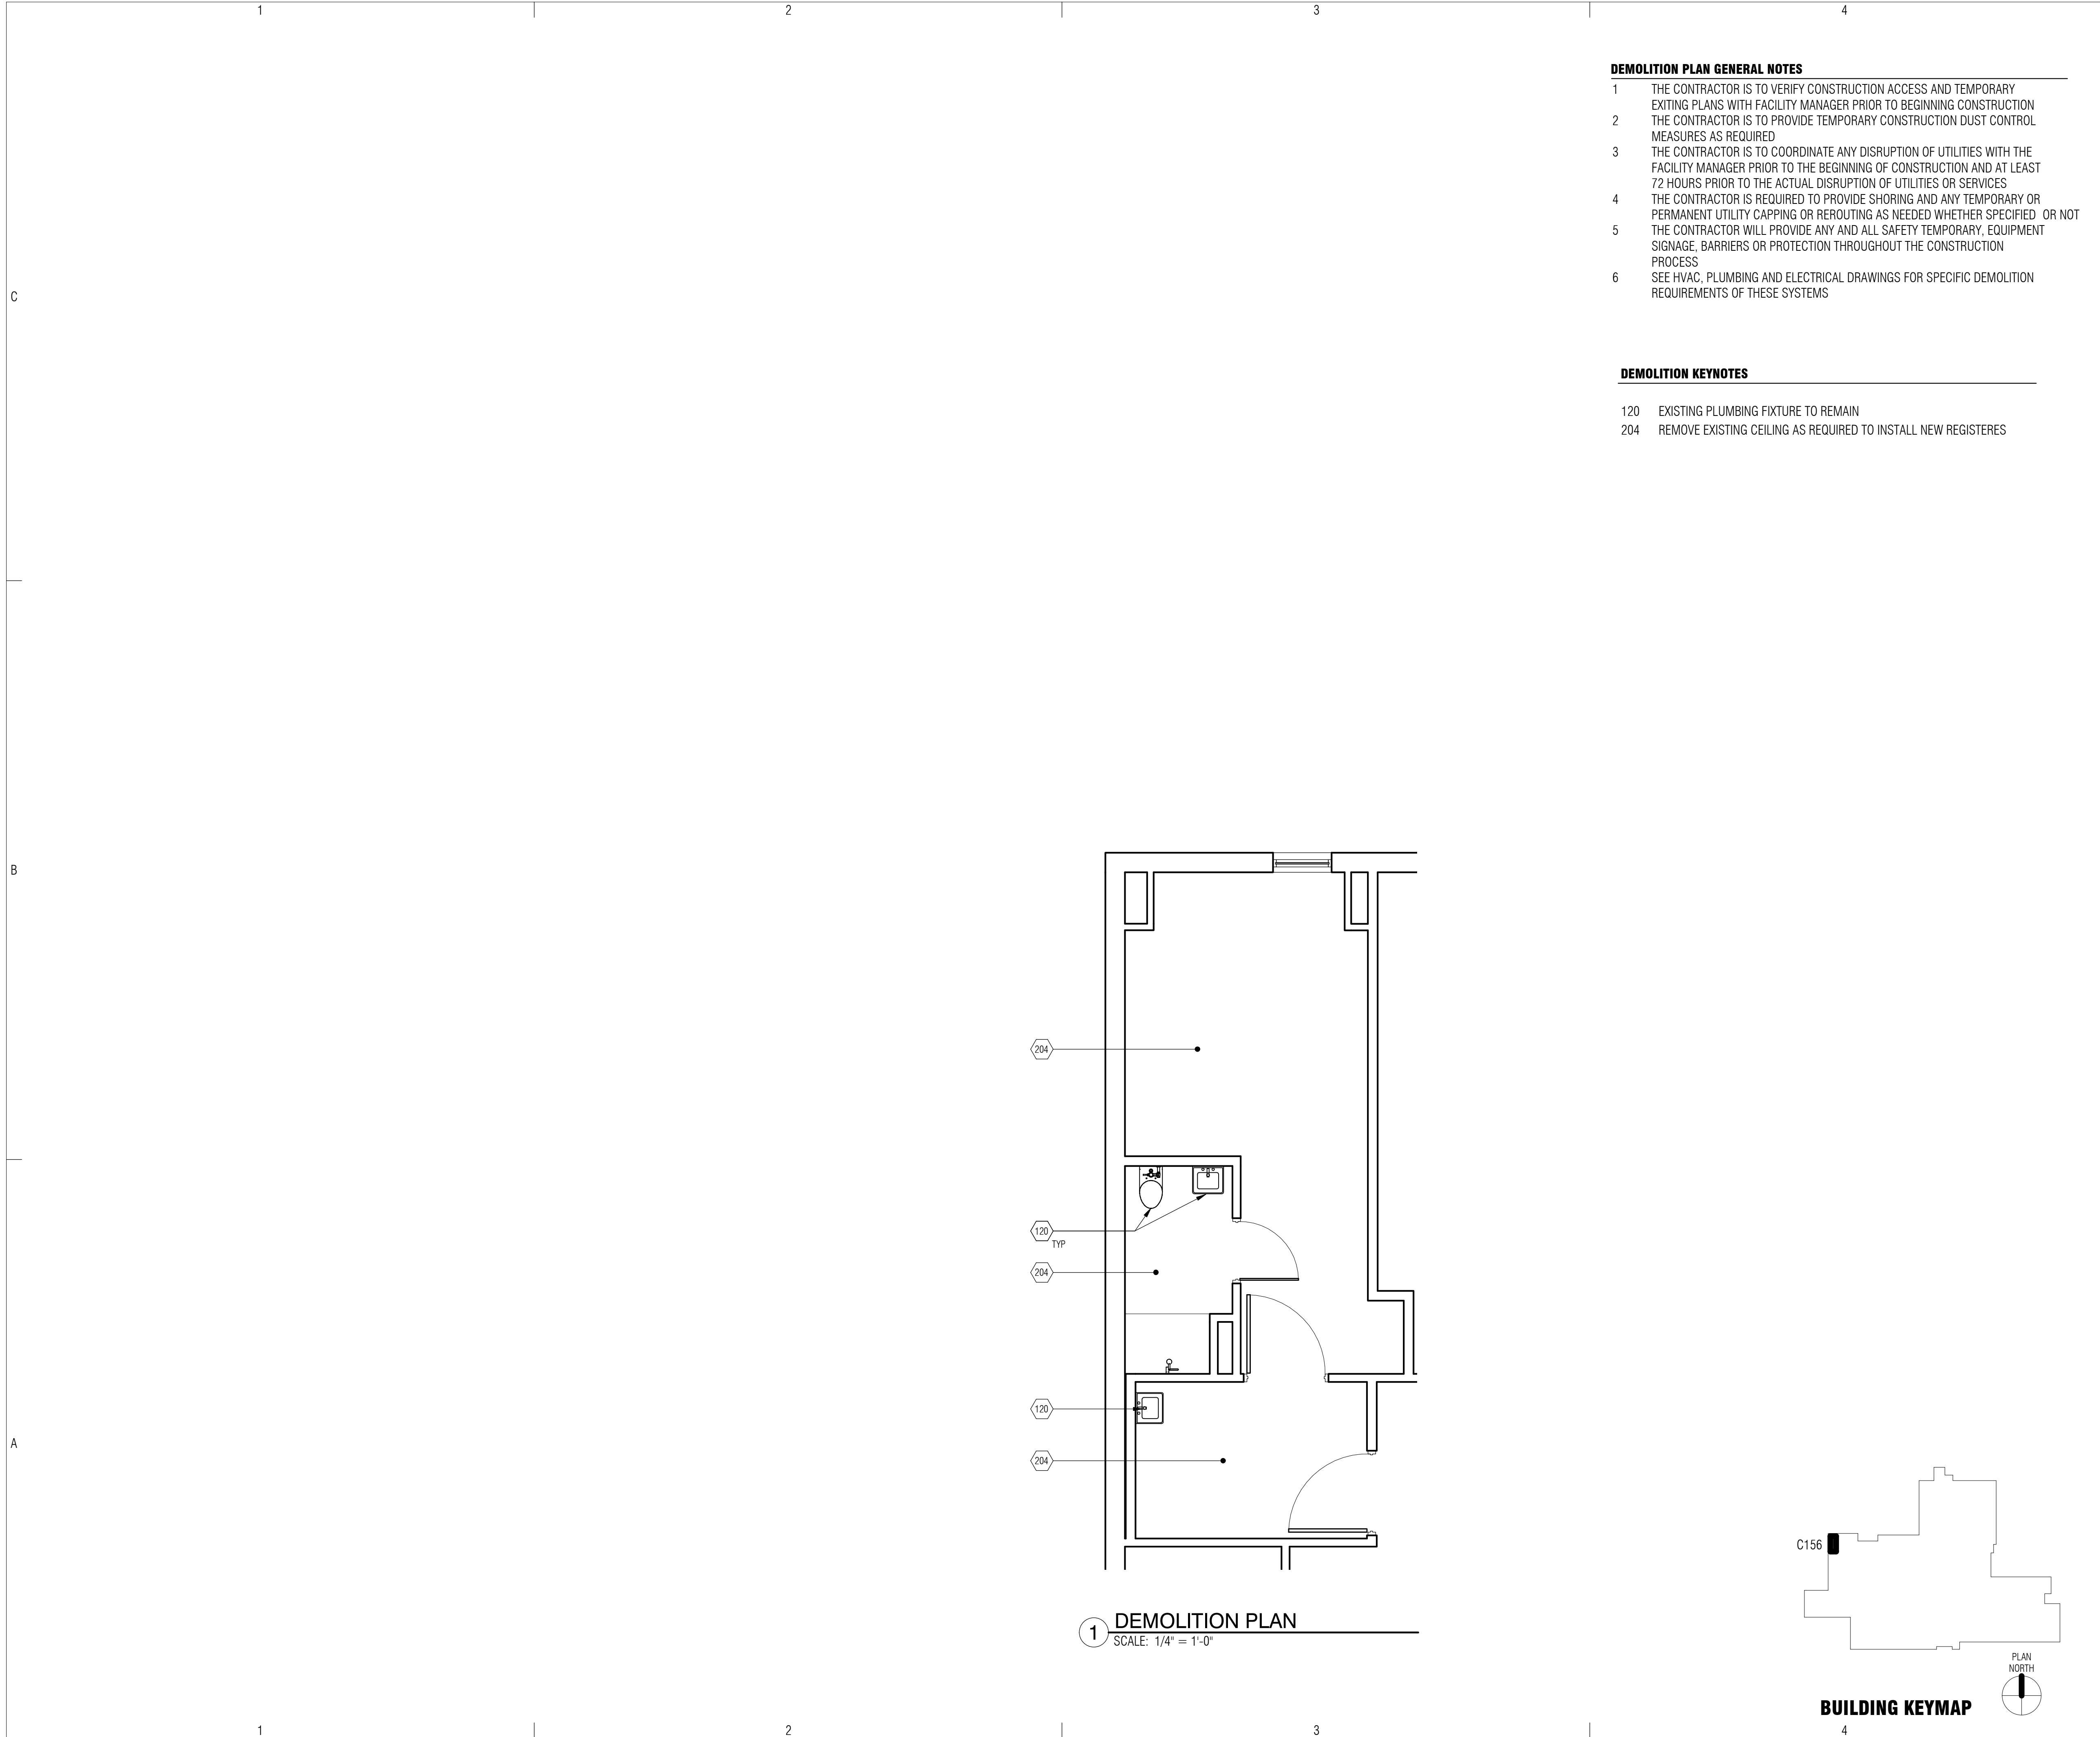 1 2 3 4
DEMOLITION PLAN GENERAL NOTES
1 THE CONTRACTOR IS TO VERIFY CONSTRUCTION ACCESS AND TEMPORARY
EXITING PLANS WITH FACILITY MANAGER PRIOR TO BEGINNING CONSTRUCTION
2 THE CONTRACTOR IS TO PROVIDE TEMPORARY CONSTRUCTION DUST CONTROL
MEASURES AS REQUIRED
3 THE CONTRACTOR IS TO COORDINATE ANY DISRUPTION OF UTILITIES WITH THE
FACILITY MANAGER PRIOR TO THE BEGINNING OF CONSTRUCTION AND AT LEAST
72 HOURS PRIOR TO THE ACTUAL DISRUPTION OF UTILITIES OR SERVICES
4 THE CONTRACTOR IS REQUIRED TO PROVIDE SHORING AND ANY TEMPORARY OR
PERMANENT UTILITY CAPPING OR REROUTING AS NEEDED WHETHER SPECIFIED OR NOT
5 THE CONTRACTOR WILL PROVIDE ANY AND ALL SAFETY TEMPORARY, EQUIPMENT
SIGNAGE, BARRIERS OR PROTECTION THROUGHOUT THE CONSTRUCTION
PROCESS
6 SEE HVAC, PLUMBING AND ELECTRICAL DRAWINGS FOR SPECIFIC DEMOLITION
REQUIREMENTS OF THESE SYSTEMS
C
DEMOLITION KEYNOTES
120 EXISTING PLUMBING FIXTURE TO REMAIN
204 REMOVE EXISTING CEILING AS REQUIRED TO INSTALL NEW REGISTERES
B
204
120
TYP
204
120
A
204
C156
1 DEMOLITION PLAN
SCALE: 1/4" = 1'-0"
PLAN
NORTH
BUILDING KEYMAP
1 2 3 4